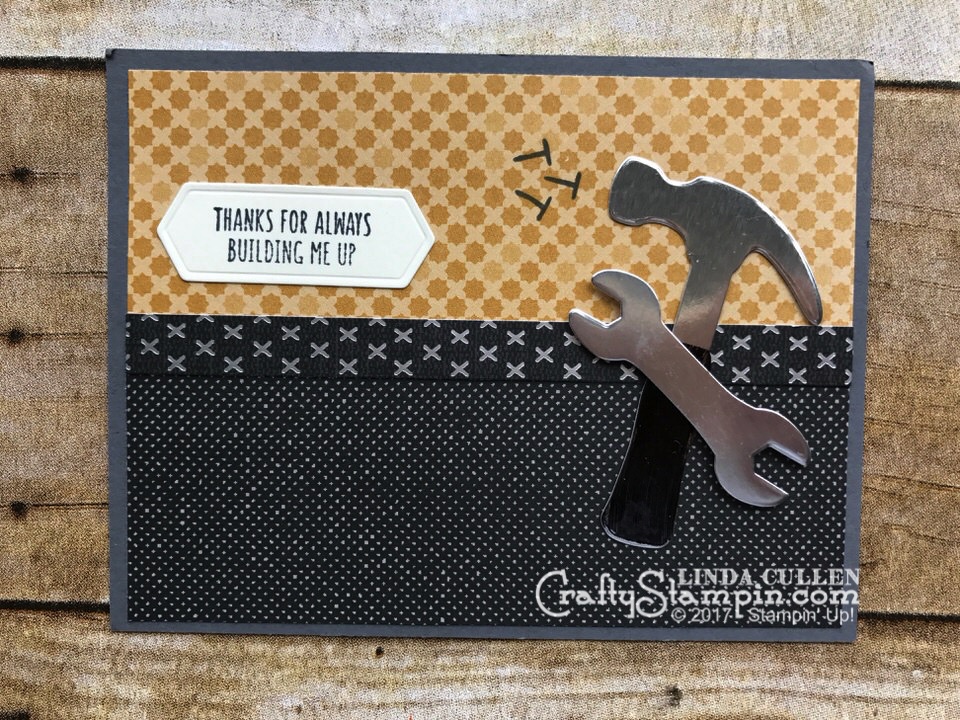 THANKS FOR ALWAYS
BUILDING ME UP
LINDA CULLEN
CraftyStampin.com
© 2017 Stampin' Up!